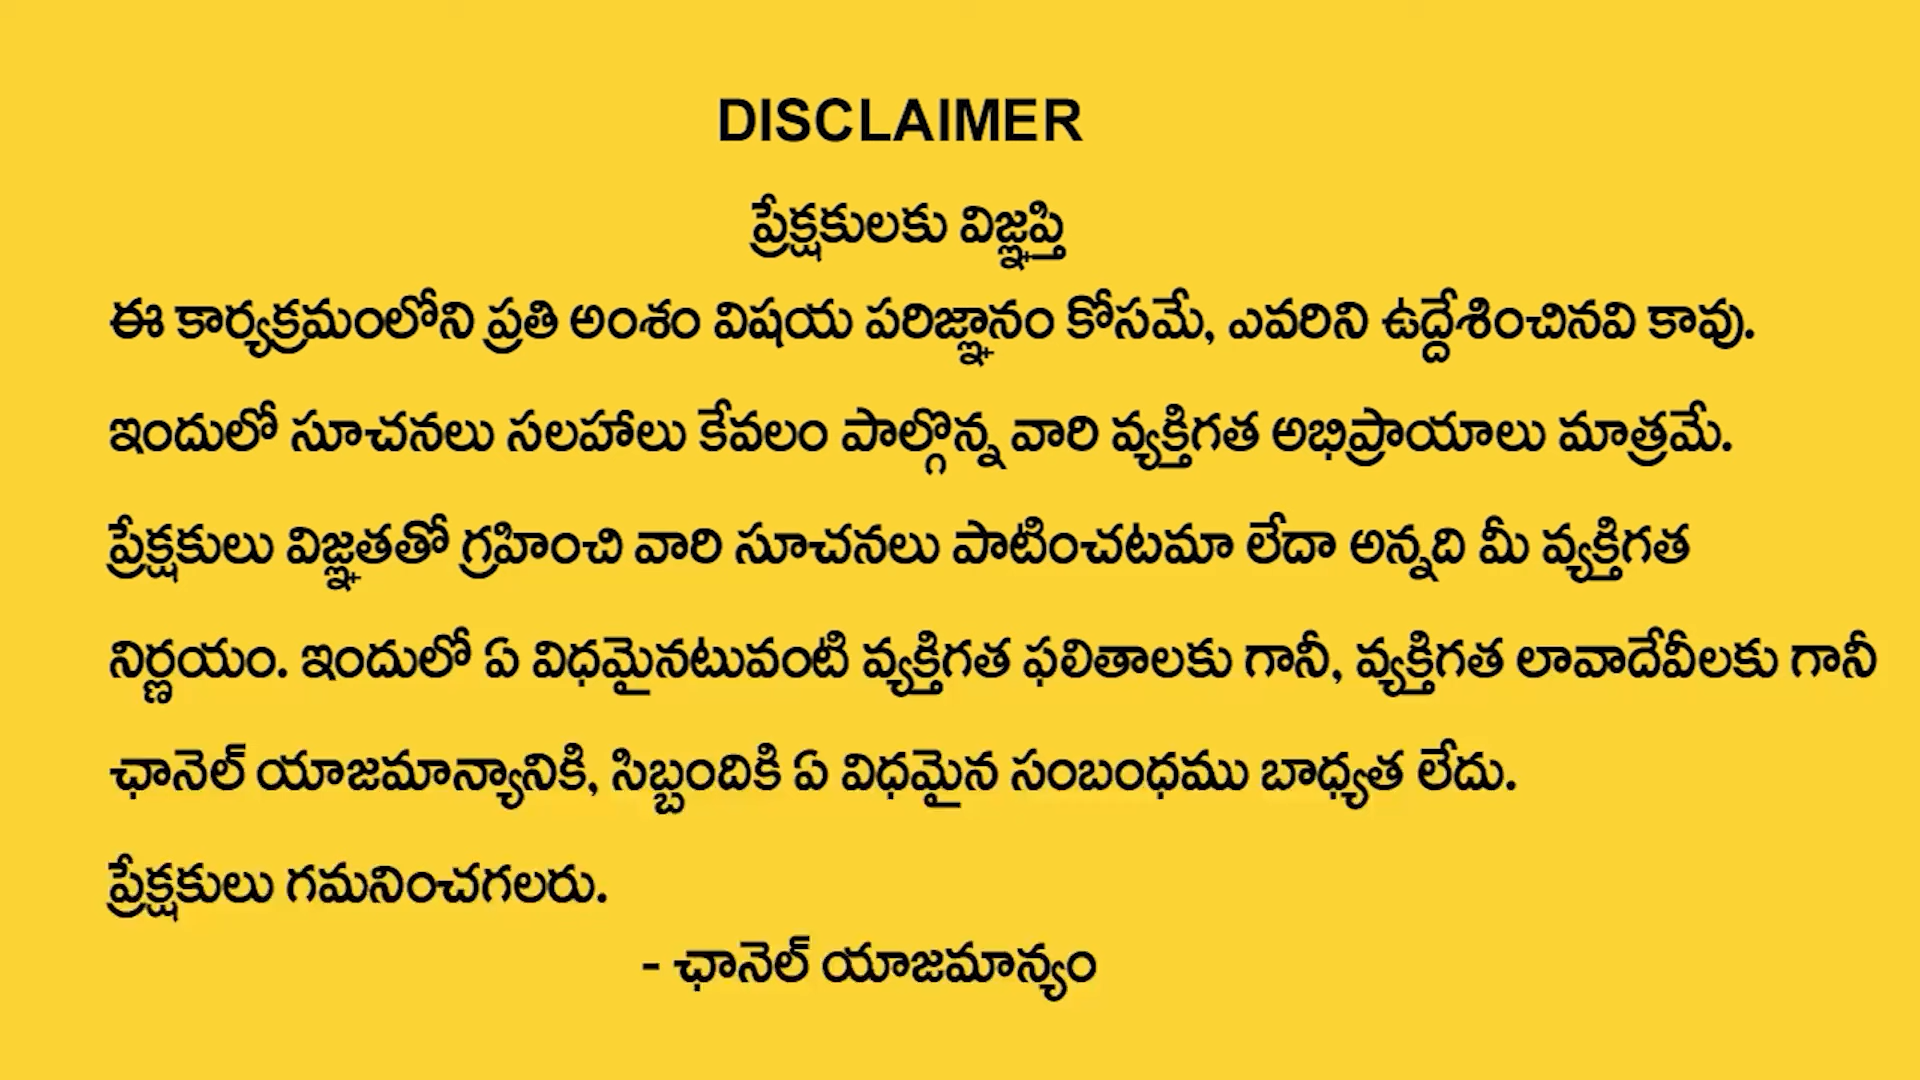 DISCLAIMER
ప్రేక్షకులకు విజ్ఞప్తి
ఈ కార్యక్రమంలోని ప్రతి అంశం విషయ పరిజ్ఞానం కోసమే, ఎవరిని ఉద్దేశించినవి కావు.
ఇందులో సూచనలు సలహాలు కేవలం పాల్గొన్న వారి వ్యక్తిగత అభిప్రాయాలు మాత్రమే.
ప్రేక్షకులు విజ్ఞతతో గ్రహించి వారి సూచనలు పాటించటమా లేదా అన్నది మీ వ్యక్తిగత
నిర్ణయం. ఇందులో ఏ విధమైనటువంటి వ్యక్తిగత ఫలితాలకు గానీ, వ్యక్తిగత లావాదేవీలకు గానీ
ఛానెల్ యాజమాన్యానికి, సిబ్బందికి ఏ విధమైన సంబంధము బాధ్యత లేదు.
ప్రేక్షకులు గమనించగలరు.
- ఛానెల్ యాజమాన్యం